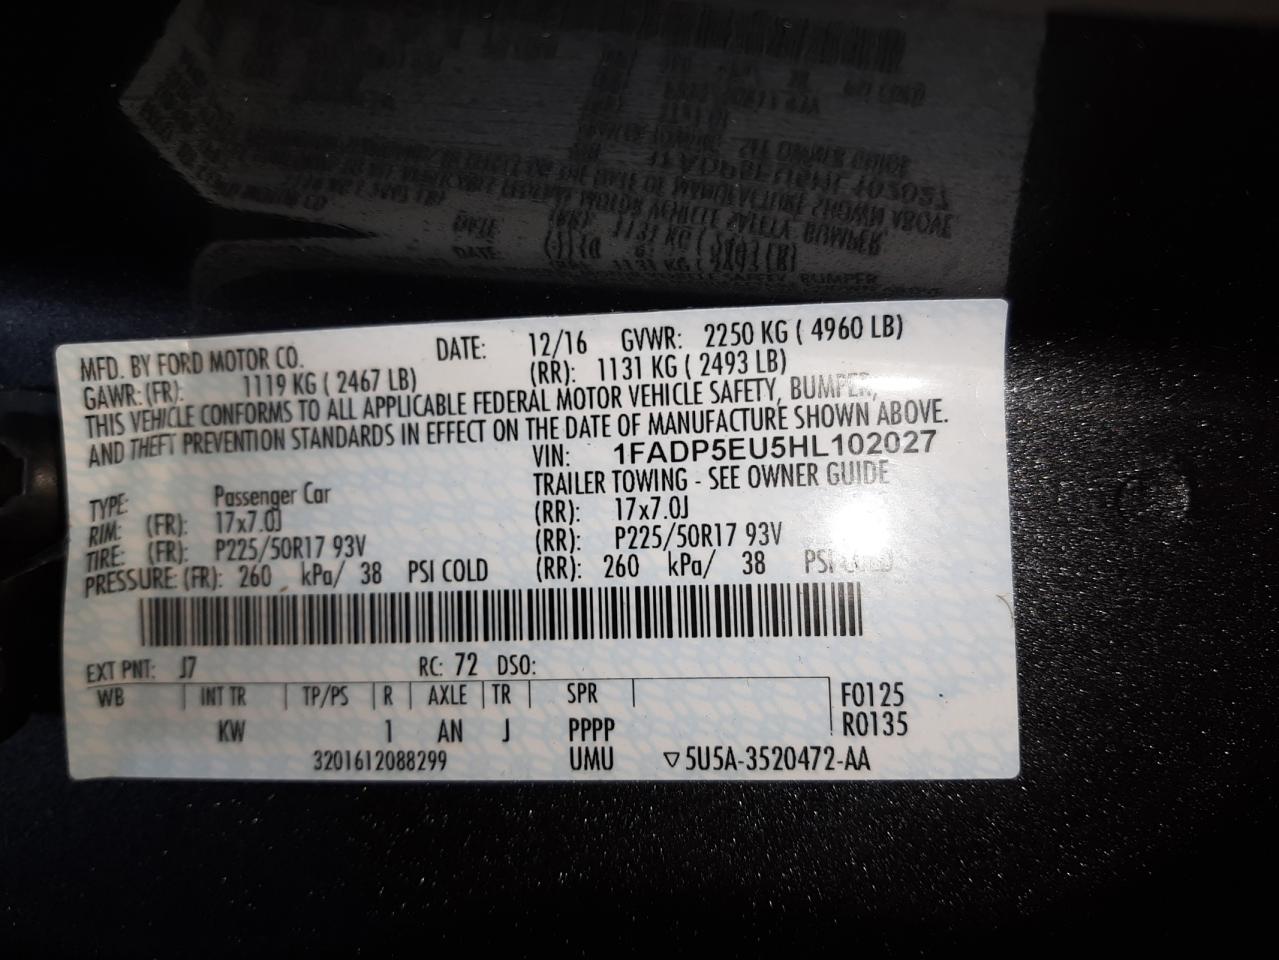 MFD. BY FORD MOTOR CO. DATE: 12/16 GVWR: 2250 KG ( 4960 LB)
GAWR: (FR): 1119 KG ( 2467 LB) (RR): 1131 KG ( 2493 LB)
THIS VEHICLE CONFORMS TO ALL APPLICABLE FEDERAL MOTOR VEHICLE SAFETY, BUMPER,
AND THEFT PREVENTION STANDARDS IN EFFECT ON THE DATE OF MANUFACTURE SHOWN ABOVE.
VIN: 1FADP5EU5HL102027
TYPE: Passenger Car TRAILER TOWING - SEE OWNER GUIDE
RIM: (FR): 17x7.0J (RR): 17x7.0J
TIRE: (FR): P225/50R17 93V (RR): P225/50R17 93V
PRESSURE: (FR): 260 kPa/ 38 PSI COLD (RR): 260 kPa/ 38 PSI COLD
EXT PNT: J7 RC: 72 DSO:
WB INT TR TP/PS R AXLE TR SPR F0125
KW 1 AN J PPPP R0135
3201612088299 UMU ▽5U5A-3520472-AA